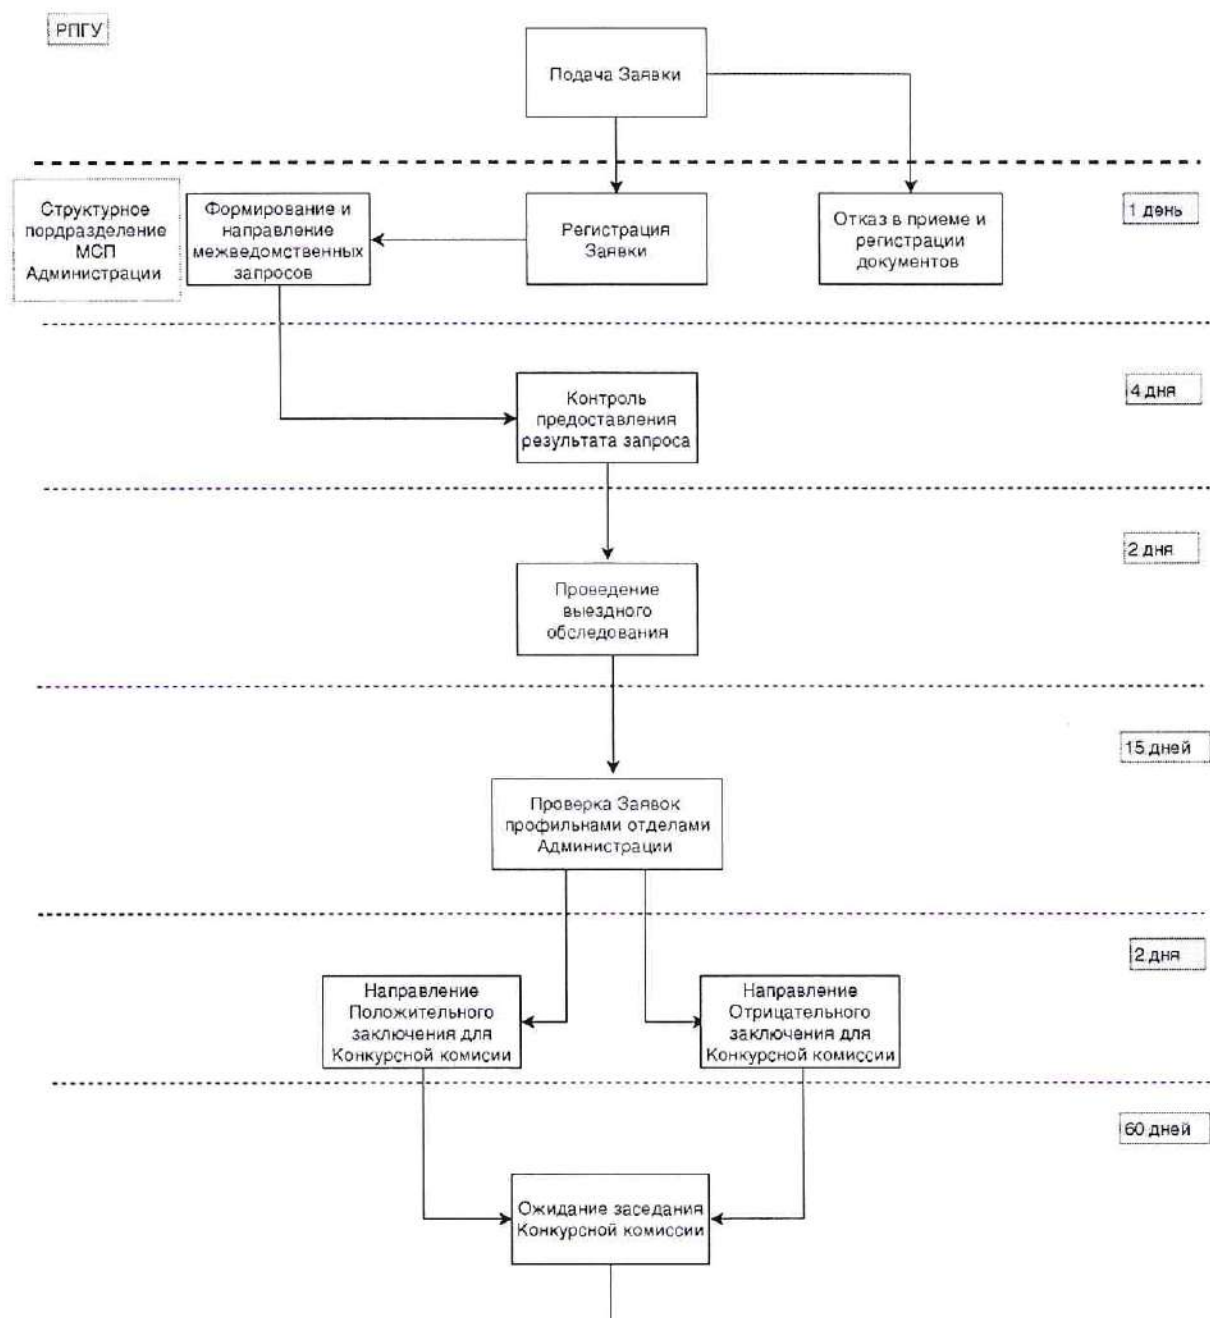 РПГУ
Подача Заявки
Структурное
пордразделение
МСП
Администрации
Формирование и
направление
межведомственных
запросов
Регистрация
Заявки
Отказ в приеме и
регистрации
документов
1 день
Контроль
предоставления
результата запроса
4 дня
2 дня
Проведение
выездного
обследования
15 дней
Проверка Заявок
профильнами отделами
Администрации
2 дня
Направление
Положительного
заключения для
Конкурсной комисии
Направление
Отрицательного
заключения для
Конкурсной комиссии
60 дней
Ожидание заседания
Конкурсной комиссии